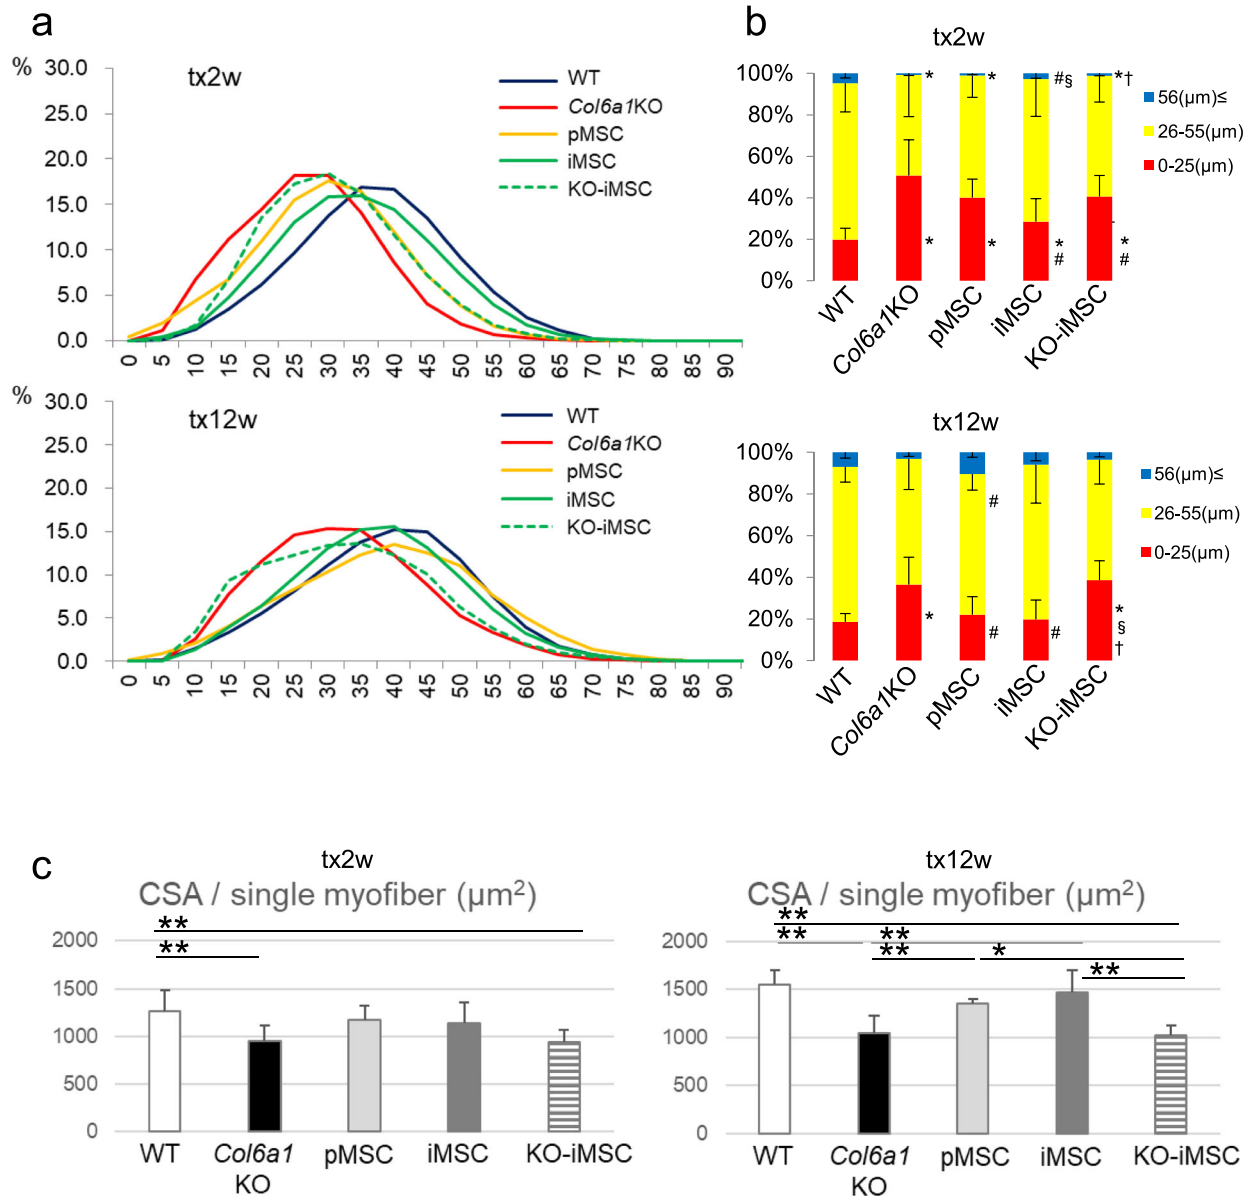 a
%
tx2w
30.0
25.0
20.0
15.0
10.0
5.0
0.0
WT
Col6a1KO
pMSC
iMSC
KO-iMSC
0 5 10 15 20 25 30 35 40 45 50 55 60 65 70 75 80 85 90
%
tx12w
30.0
25.0
20.0
15.0
10.0
5.0
0.0
WT
Col6a1KO
pMSC
iMSC
KO-iMSC
0 5 10 15 20 25 30 35 40 45 50 55 60 65 70 75 80 85 90
b
tx2w
100%
80%
60%
40%
20%
0%
* * #§ *†
* * * *
# #
WT Col6a1KO pMSC iMSC KO-iMSC
56(μm)≤
26-55(μm)
0-25(μm)
tx12w
100%
80%
60%
40%
20%
0%
#
* # # *
§
†
WT Col6a1KO pMSC iMSC KO-iMSC
56(μm)≤
26-55(μm)
0-25(μm)
c
tx2w
CSA / single myofiber (μm²)
**
**
2000
1500
1000
500
0
WT Col6a1 KO pMSC iMSC KO-iMSC
tx12w
CSA / single myofiber (μm²)
**
** **
** *
**
2000
1500
1000
500
0
WT Col6a1 KO pMSC iMSC KO-iMSC